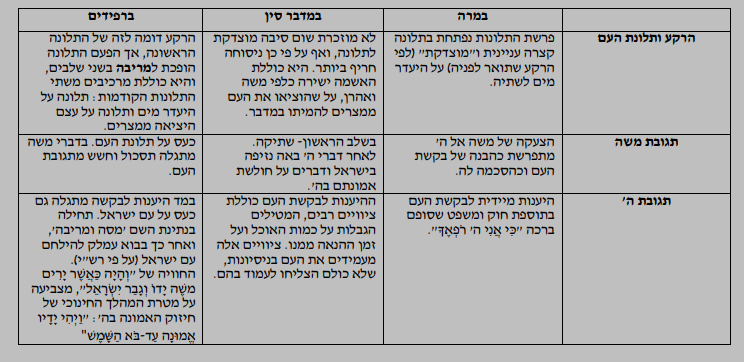 במרה
במדבר סין
ברפידים
הרקע ותלונת העם
פרשת התלונות נפתחת בתלונה
קצרה עניינית ו"מוצדקת" (לפי
הרקע שתואר לפניה) על היעדר
מים לשתיה.
לא מוזכרת שום סיבה מוצדקת
לתלונה, ואף על פי כן ניסוחה
חריף ביותר. היא כוללת
האשמה ישירה כלפי משה
ואהרן, על שהוציאו את העם
ממצרים להמיתו במדבר.
הרקע דומה לזה של התלונה
הראשונה, אך הפעם התלונה
הופכת למריבה בשני שלבים,
והיא כוללת מרכיבים משתי
התלונות הקודמות: תלונה על
היעדר מים ותלונה על עצם
היציאה ממצרים.
תגובת משה
הצעקה של משה אל ה'
מתפרשת כהבנה של בקשת
העם וכהסכמה לה.
בשלב הראשון- שתיקה.
לאחר דברי ה' באה נזיפה
בישראל ודברים על חולשת
אמונתם בה'.
כעס על תלונת העם. בדברי משה
מתגלה תסכול וחשש מתגובת
העם.
תגובת ה'
היענות מיידית לבקשת העם
בתוספת חוק ומשפט שסופם
ברכה "כִּי אֲנִי ה' רֹפְאֶךָ".
ההיענות לבקשת העם כוללת
ציוויים רבים, המטילים
הגבלות על כמות האוכל ועל
זמן ההנאה ממנו. ציוויים אלה
מעמידים את העם בניסיונות,
שלא כולם הצליחו לעמוד בהם.
במד היענות לבקשה מתגלה גם
כעס על עם ישראל. תחילה
בנתינת השם 'מסה ומריבה',
ואחר כך בבוא עמלק להילחם
עם ישראל (על פי רש"י).
החוויה של "וְהָיָה כַּאֲשֶׁר יָרִים
מֹשֶׁה יָדוֹ וְגָבַר יִשְׂרָאֵל", מצביעה
על מטרת המהלך החינוכי של
חיזוק האמונה בה': "וַיְהִי יָדָיו
אֱמוּנָה עַד-בֹּא הַשָּׁמֶשׁ"